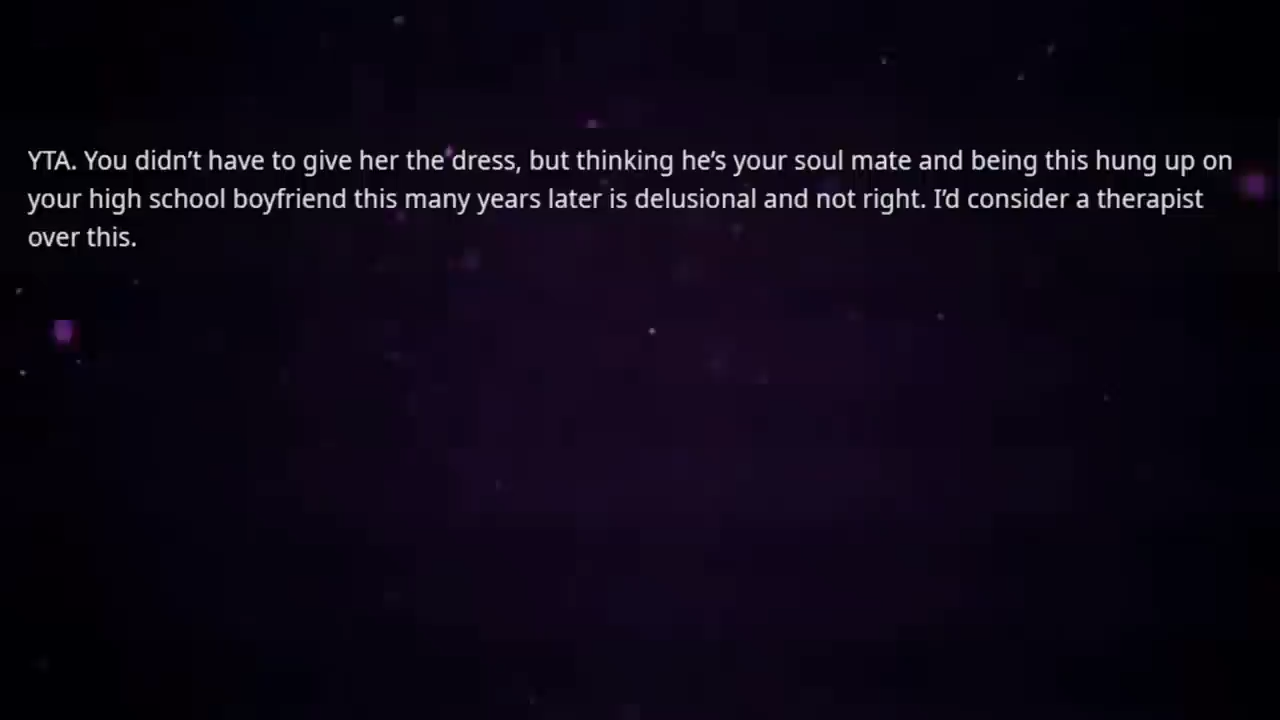 YTA. You didn’t have to give her the dress, but thinking he’s your soul mate and being this hung up on
your high school boyfriend this many years later is delusional and not right. I’d consider a therapist
over this.